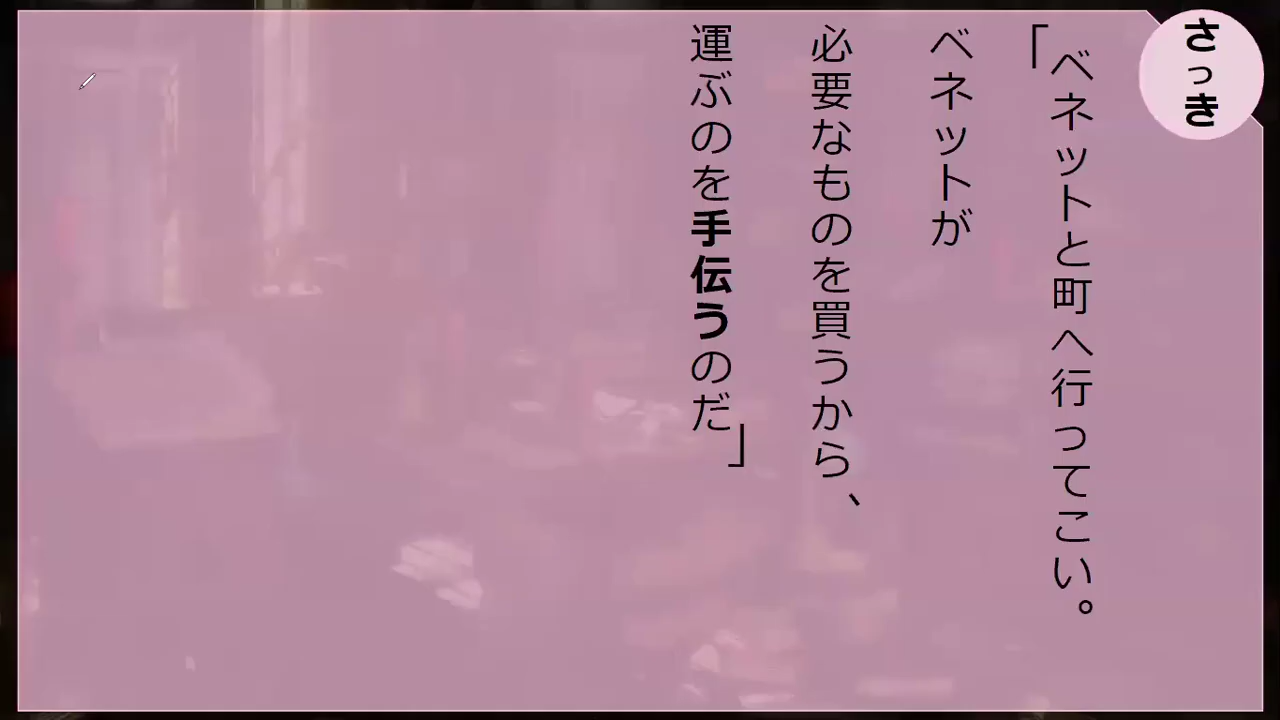 さっき
「ベネットと町へ行ってこい。
ベネットが
必要なものを買うから、
運ぶのを手伝うのだ」